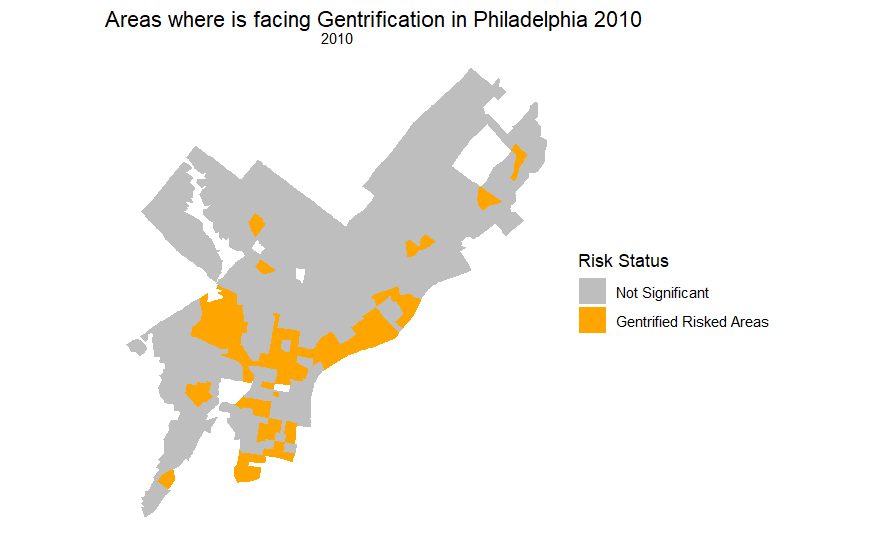 Areas where is facing Gentrification in Philadelphia 2010
2010
Risk Status
Not Significant
Gentrified Risked Areas